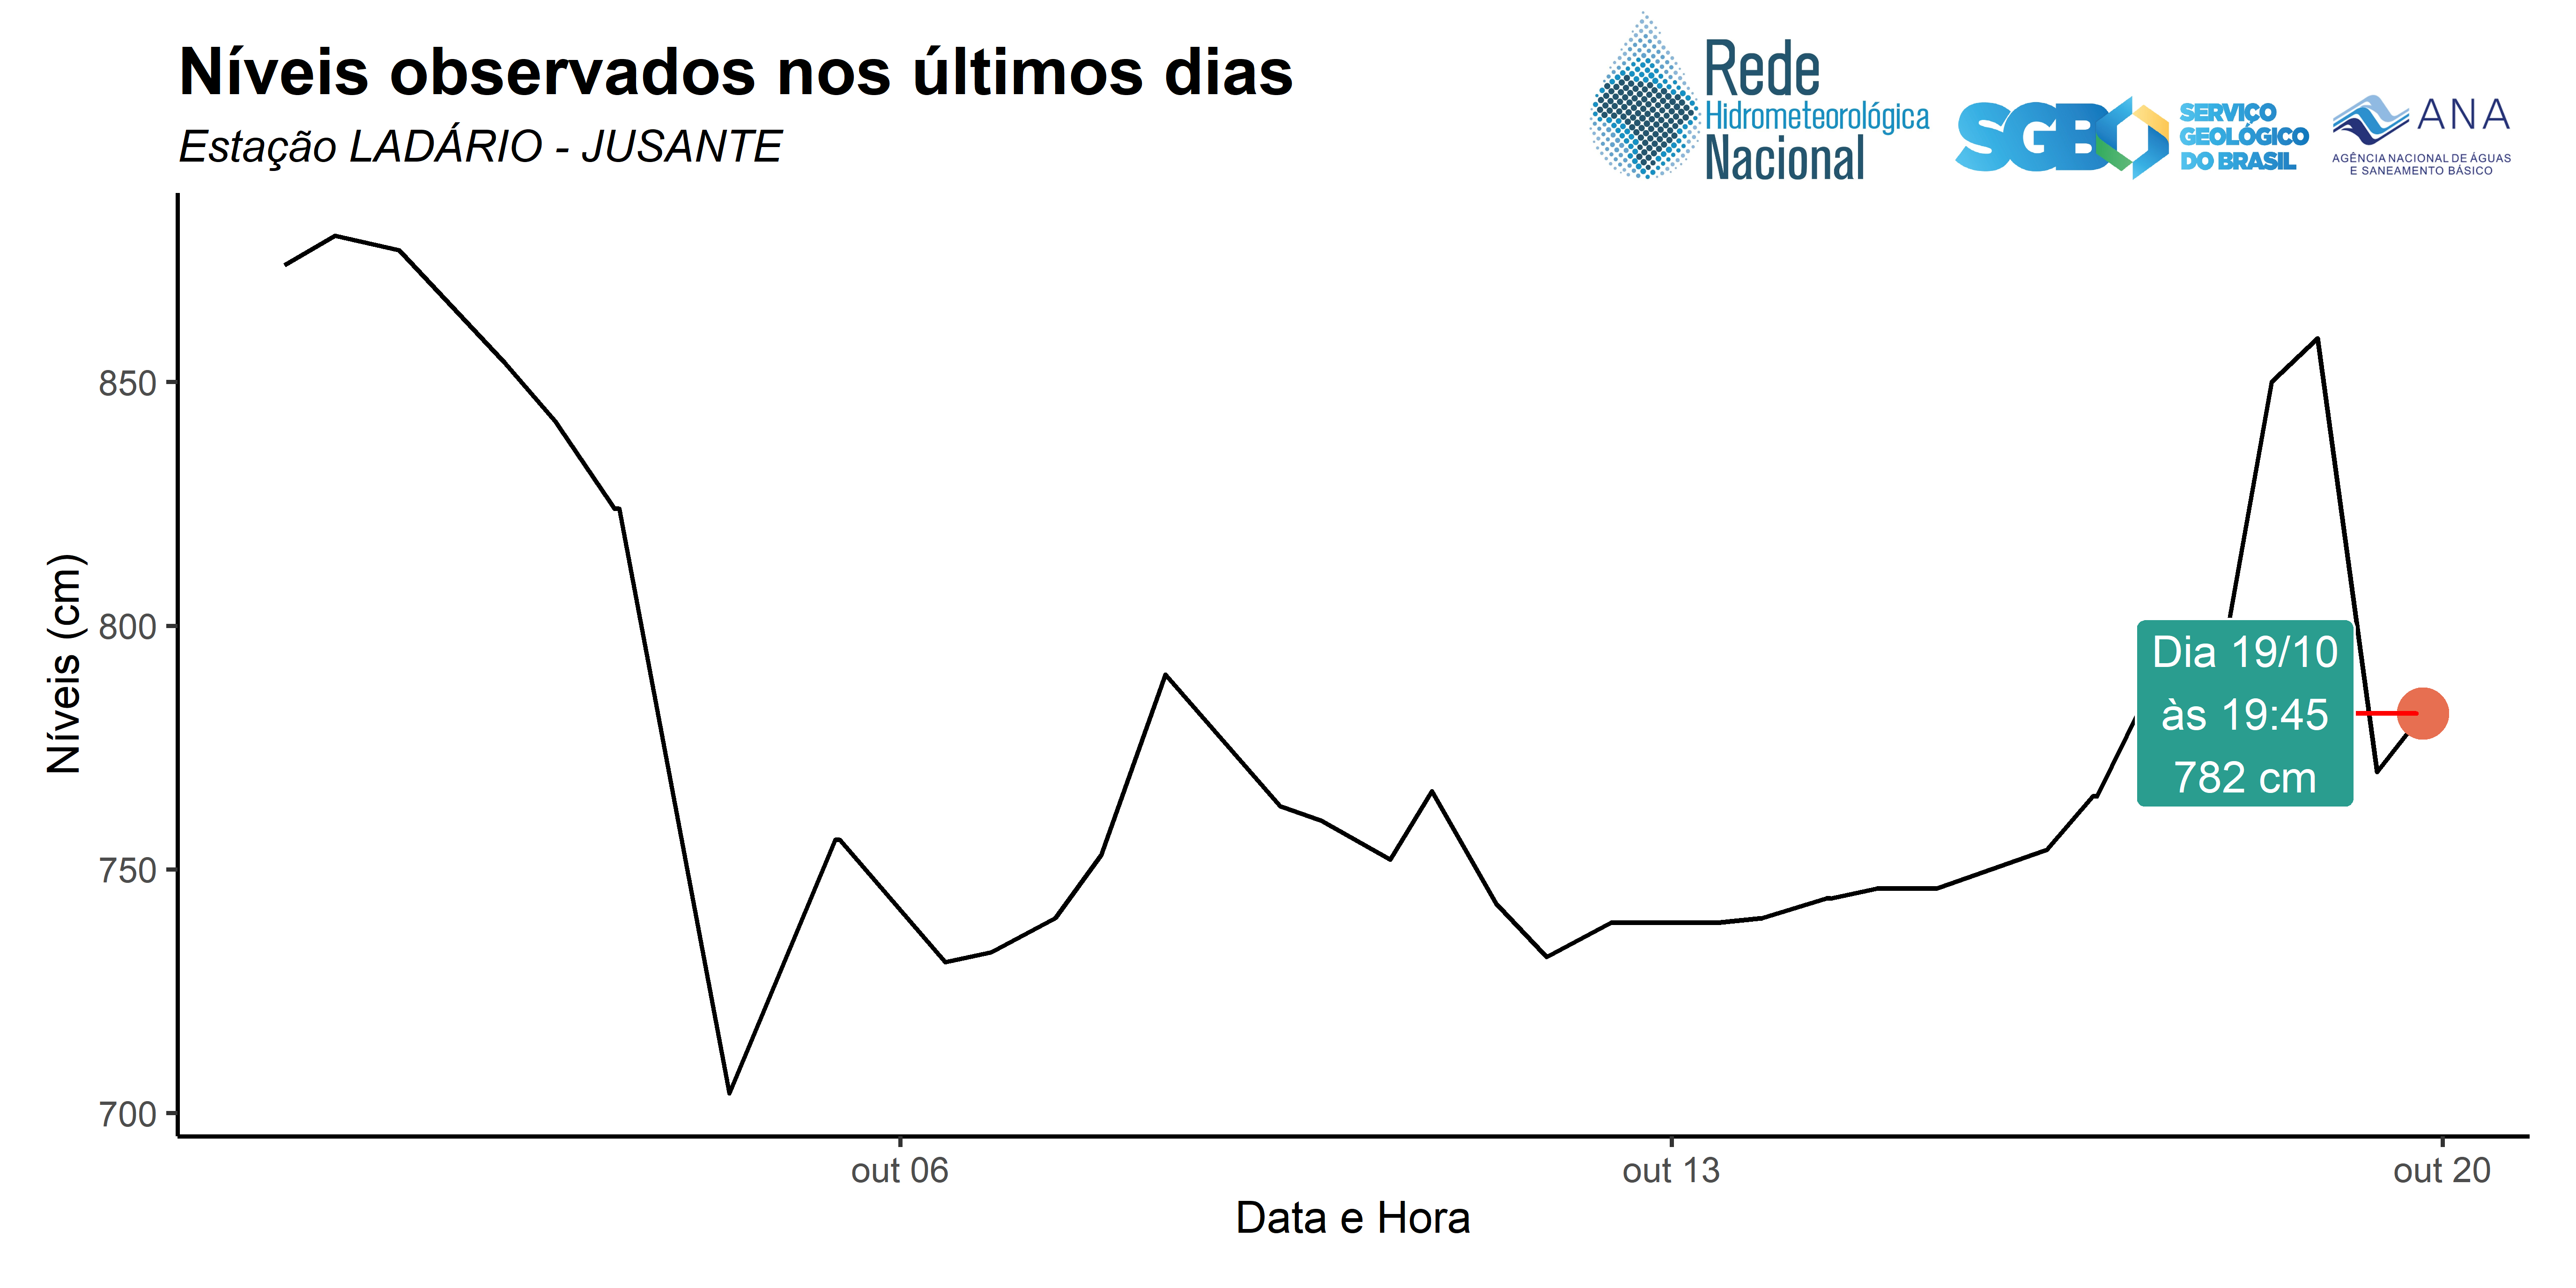 Níveis observados nos últimos dias
Estação LADÁRIO - JUSANTE
Rede
Hidrometeorológica
Nacional
SGB
SERVIÇO
GEOLÓGICO
DO BRASIL
ANA
AGÊNCIA NACIONAL DE ÁGUAS
E SANEAMENTO BÁSICO
Níveis (cm)
850
800
750
700
Dia 19/10
às 19:45
782 cm
out 06
out 13
out 20
Data e Hora